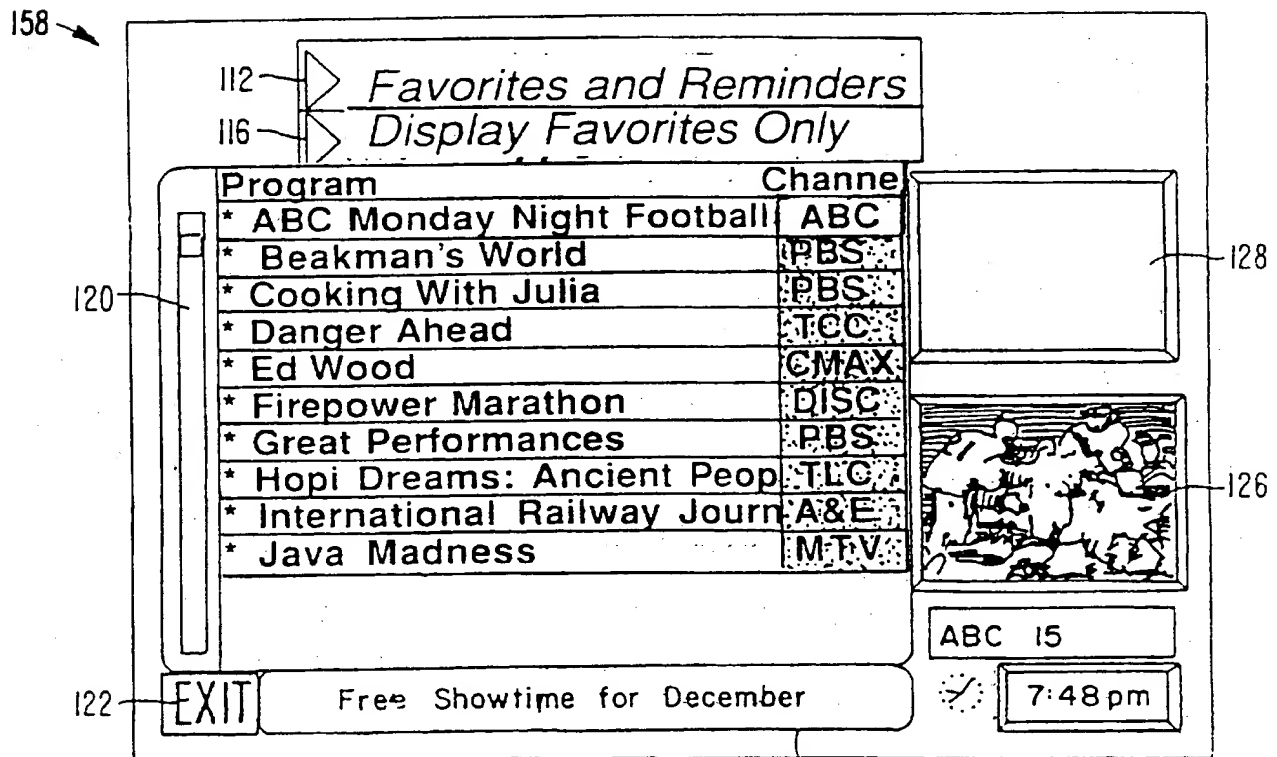 158
112
Favorites and Reminders
116
Display Favorites Only
Program Channel
* ABC Monday Night Football ABC
* Beakman's World PBS
* Cooking With Julia PBS
* Danger Ahead TCC
* Ed Wood CMAX
* Firepower Marathon DISC
* Great Performances PBS
* Hopi Dreams: Ancient Peop TLC
* International Railway Journ A&E
* Java Madness MTV
120
128
126
ABC 15
122
EXIT
Free Showtime for December
7:48 pm